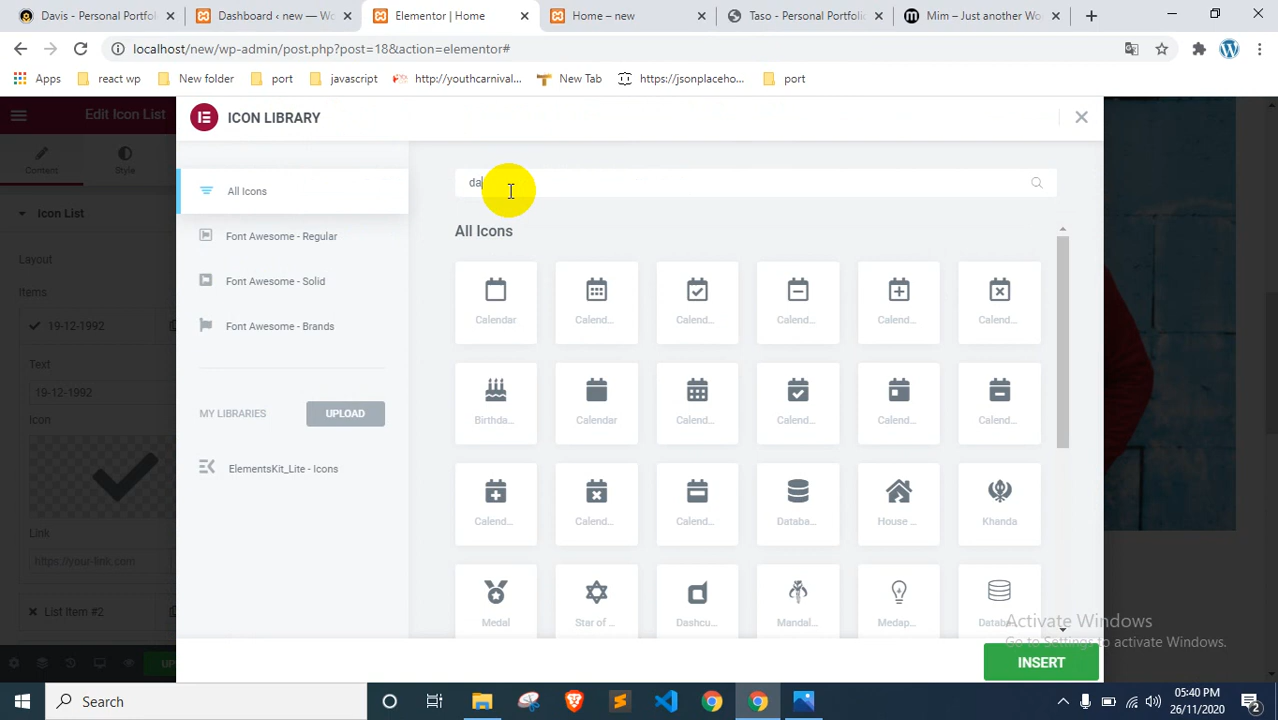 Davis - Personal Portfo
Dashboard ‹ new — Wo
Elementor | Home
Home – new
Taso - Personal Portfolio
Mim – Just another Wo
localhost/new/wp-admin/post.php?post=18&action=elementor#
Apps
react wp
New folder
port
javascript
http://youthcarnival...
New Tab
https://jsonplaceho...
port
Edit Icon List
Content
Style
Icon List
Layout
Items
19-12-1992
Text
19-12-1992
Icon
Link
https://your-link.com
List Item #2
UP
ICON LIBRARY
All Icons
Font Awesome - Regular
Font Awesome - Solid
Font Awesome - Brands
MY LIBRARIES
UPLOAD
ElementsKit_Lite - Icons
da
All Icons
Calendar
Calend...
Calend...
Calend...
Calend...
Calend...
Birthda...
Calendar
Calend...
Calend...
Calend...
Calend...
Calend...
Calend...
Calend...
Databa...
House ...
Khanda
Medal
Star of ...
Dashcu...
Mandal...
Medap...
Databa...
Activate Windows
Go to Settings to activate Windows.
INSERT
Search
05:40 PM
26/11/2020
2